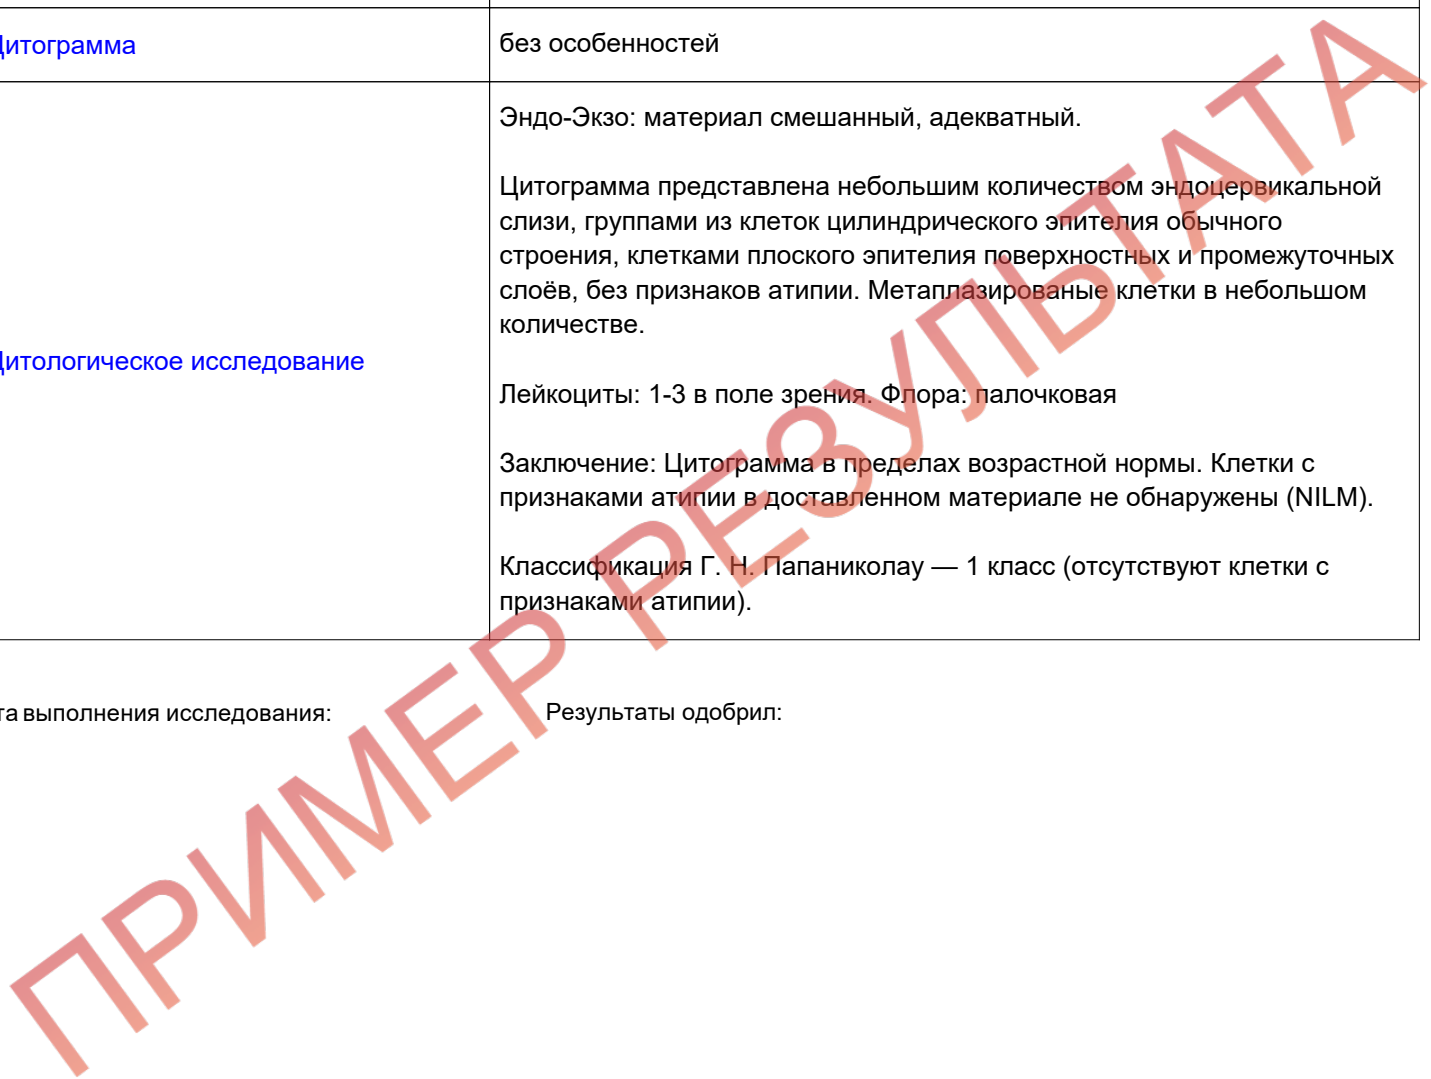 Цитограмма
без особенностей
Эндо-Экзо: материал смешанный, адекватный.
Цитограмма представлена небольшим количеством эндоцервикальной
слизи, группами из клеток цилиндрического эпителия обычного
строения, клетками плоского эпителия поверхностных и промежуточных
слоёв, без признаков атипии. Метаплазированые клетки в небольшом
количестве.
Цитологическое исследование
Лейкоциты: 1-3 в поле зрения. Флора: палочковая
Заключение: Цитограмма в пределах возрастной нормы. Клетки с
признаками атипии в доставленном материале не обнаружены (NILM).
Классификация Г. Н. Папаниколау — 1 класс (отсутствуют клетки с
признаками атипии).
та выполнения исследования:
Результаты одобрил:
ПРИМЕР РЕЗУЛЬТАТА